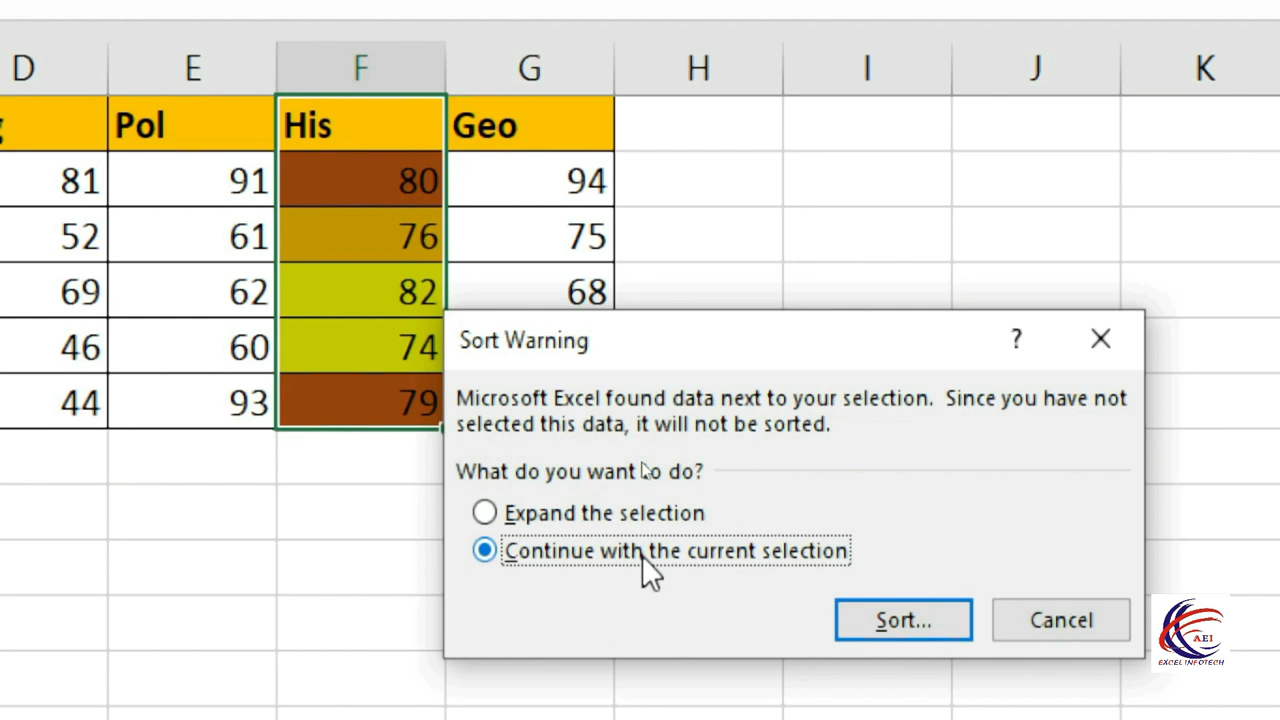 D E F G H I J K
g Pol His Geo
81 91 80 94
52 61 76 75
69 62 82 68
46 60 74
44 93 79
Sort Warning ?
Microsoft Excel found data next to your selection. Since you have not
selected this data, it will not be sorted.
What do you want to do?
Expand the selection
Continue with the current selection
Sort... Cancel
AEI
EXCEL INFOTECH